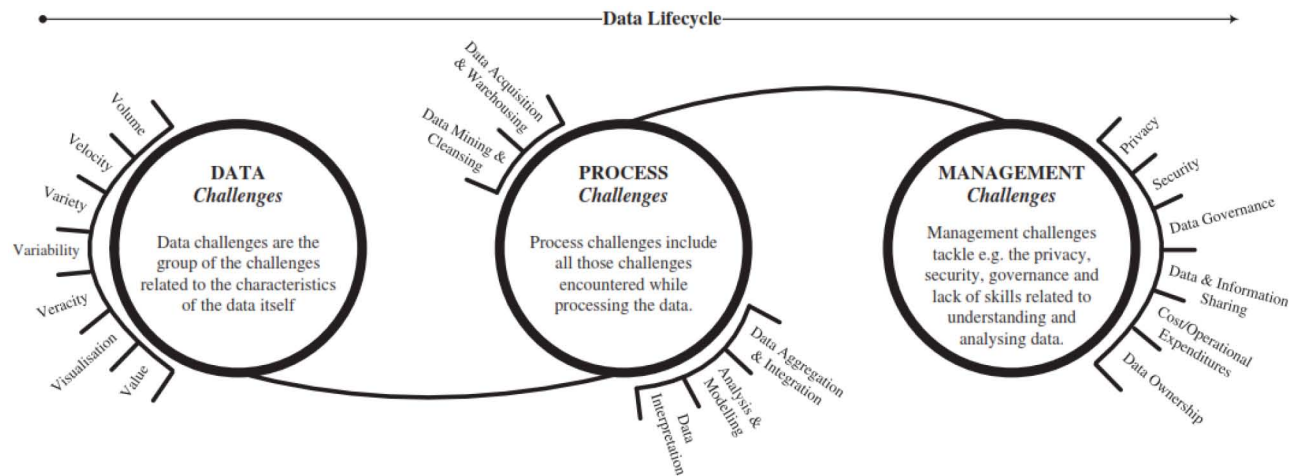 Data Lifecycle
Volume
Velocity
Variety
Variability
Veracity
Visualisation
Value
DATA
Challenges
Data challenges are the
group of the challenges
related to the characteristics
of the data itself
Data Acquisition
& Warehousing
Data Mining &
Cleansing
PROCESS
Challenges
Process challenges include
all those challenges
encountered while
processing the data.
Data Aggregation
& Integration
Analysis &
Modelling
Data
Interpretation
MANAGEMENT
Challenges
Management challenges
tackle e.g. the privacy,
security, governance and
lack of skills related to
understanding and
analysing data.
Privacy
Security
Data Governance
Data & Information
Sharing
Cost/Operational
Expenditures
Data Ownership